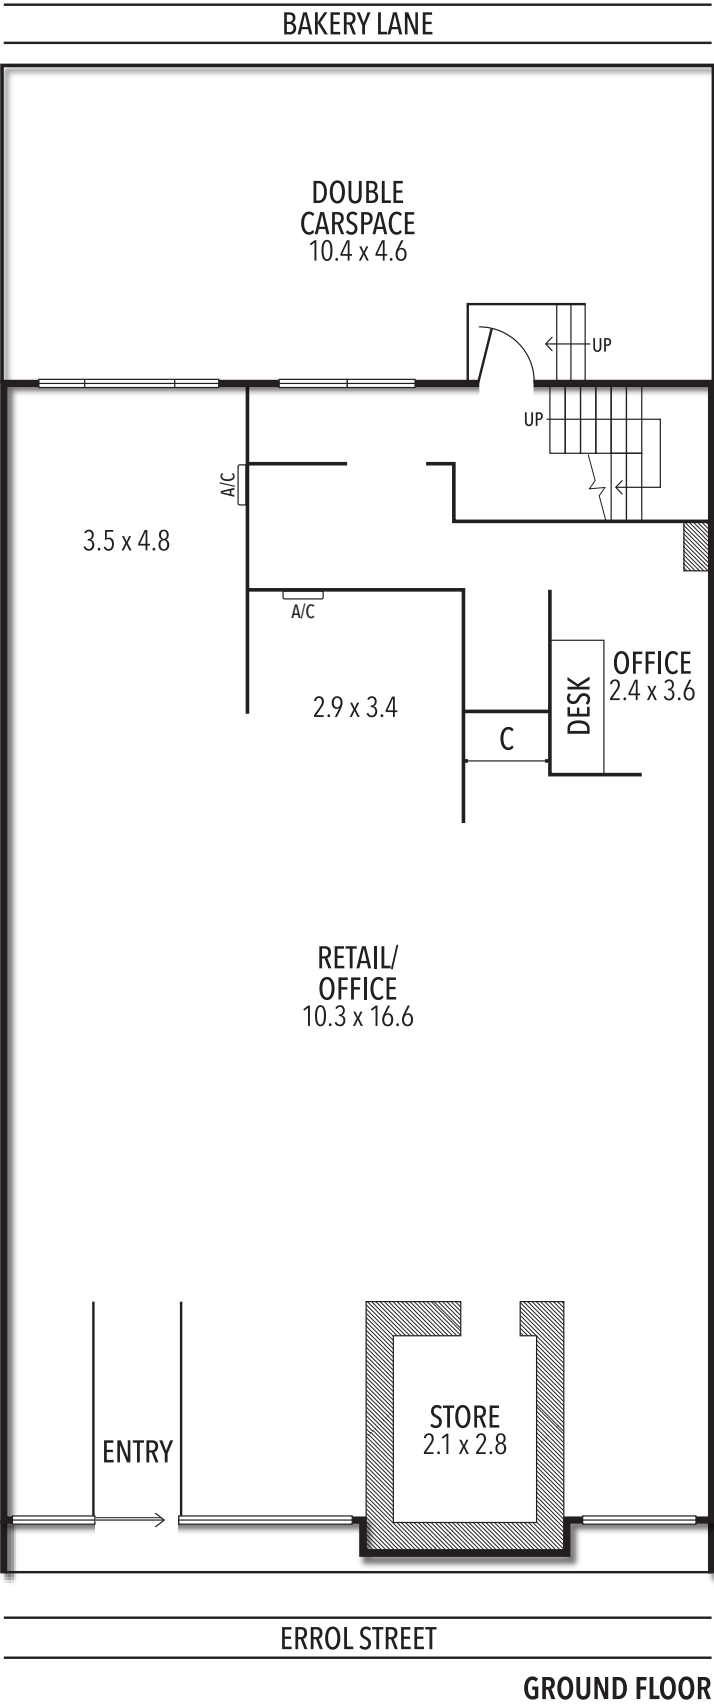 BAKERY LANE
DOUBLE
CARSPACE
10.4 x 4.6
UP
UP
A/C
3.5 x 4.8
A/C
OFFICE
2.4 x 3.6
DESK
2.9 x 3.4
C
RETAIL/
OFFICE
10.3 x 16.6
STORE
2.1 x 2.8
ENTRY
ERROL STREET
GROUND FLOOR